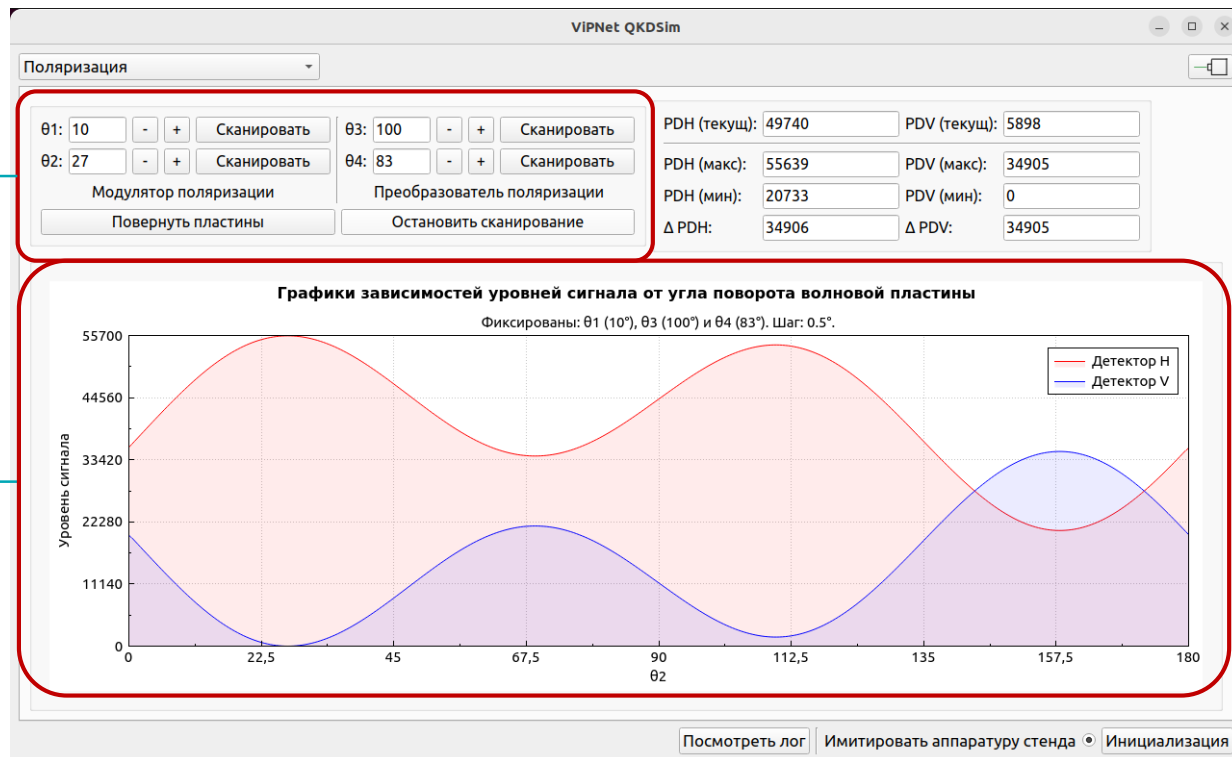 ViPNet QKDSim
Поляризация
θ1: 10 - + Сканировать θ3: 100 - + Сканировать
θ2: 27 - + Сканировать θ4: 83 - + Сканировать
Модулятор поляризации Преобразователь поляризации
Повернуть пластины Остановить сканирование
PDH (текущ): 49740 PDV (текущ): 5898
PDH (макс): 55639 PDV (макс): 34905
PDH (мин): 20733 PDV (мин): 0
Δ PDH: 34906 Δ PDV: 34905
Графики зависимостей уровней сигнала от угла поворота волновой пластины
Фиксированы: θ1 (10°), θ3 (100°) и θ4 (83°). Шаг: 0.5°.
Детектор H
Детектор V
Уровень сигнала
55700
44560
33420
22280
11140
0
0 22,5 45 67,5 90 112,5 135 157,5 180
θ2
Посмотреть лог Имитировать аппаратуру стенда Инициализация